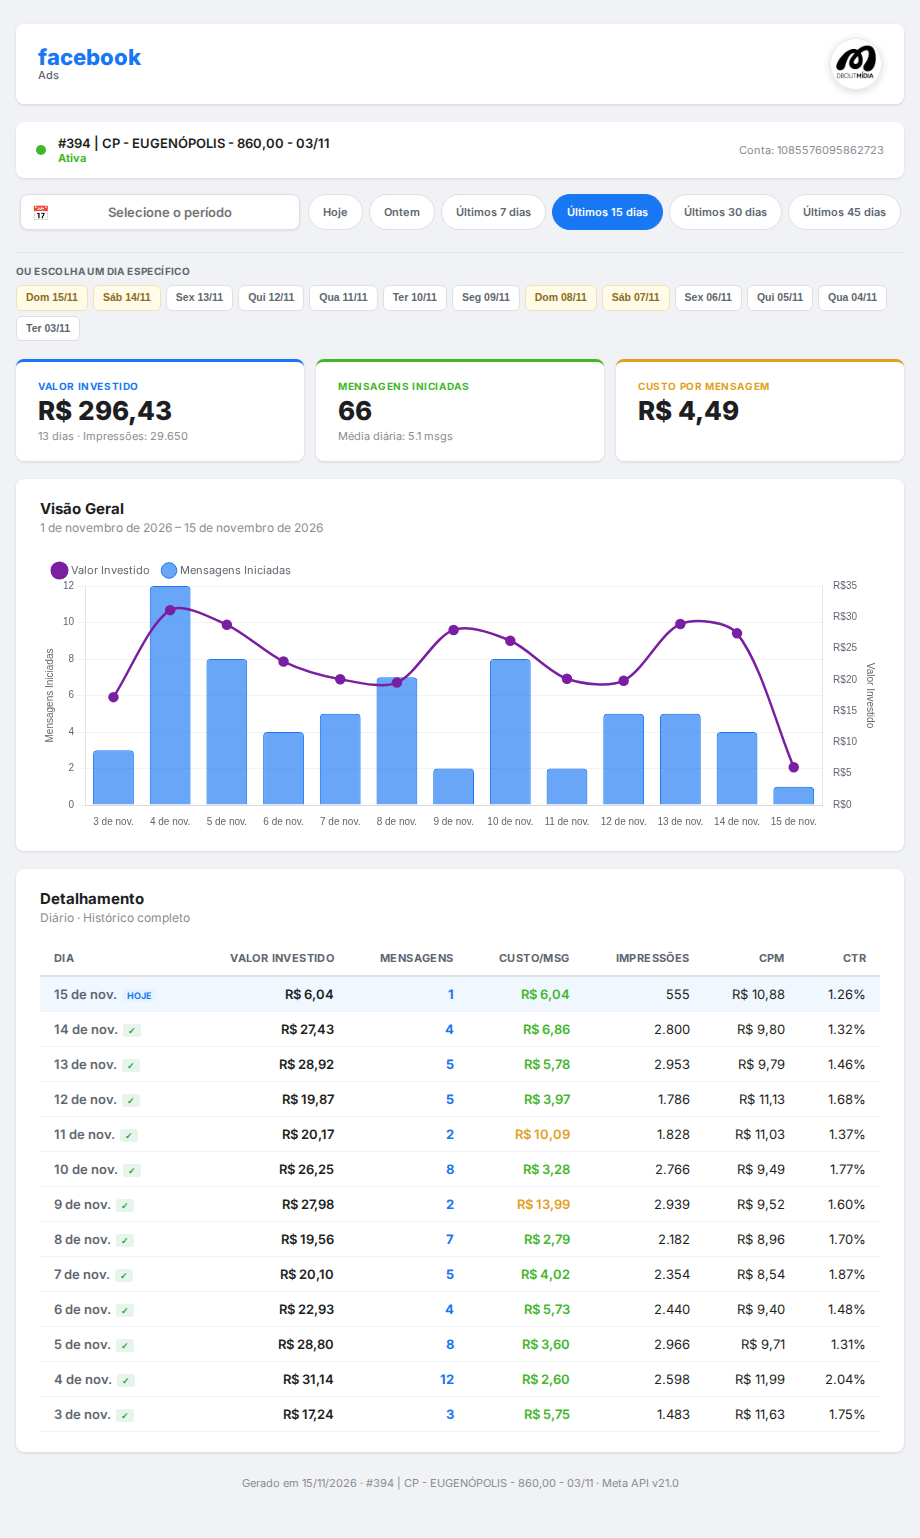 facebook
Ads
DBOUTMÍDIA
#394 | CP - EUGENÓPOLIS - 860,00 - 03/11
Ativa
Conta: 1085576095862723
Selecione o período
Hoje
Ontem
Últimos 7 dias
Últimos 15 dias
Últimos 30 dias
Últimos 45 dias
OU ESCOLHA UM DIA ESPECÍFICO
Dom 15/11
Sáb 14/11
Sex 13/11
Qui 12/11
Qua 11/11
Ter 10/11
Seg 09/11
Dom 08/11
Sáb 07/11
Sex 06/11
Qui 05/11
Qua 04/11
Ter 03/11
VALOR INVESTIDO
R$ 296,43
13 dias · Impressões: 29.650
MENSAGENS INICIADAS
66
Média diária: 5.1 msgs
CUSTO POR MENSAGEM
R$ 4,49
Visão Geral
1 de novembro de 2026 – 15 de novembro de 2026
Valor Investido
Mensagens Iniciadas
12
10
8
6
4
2
0
Mensagens Iniciadas
R$35
R$30
R$25
R$20
R$15
R$10
R$5
R$0
Valor Investido
3 de nov. 4 de nov. 5 de nov. 6 de nov. 7 de nov. 8 de nov. 9 de nov. 10 de nov. 11 de nov. 12 de nov. 13 de nov. 14 de nov. 15 de nov.
Detalhamento
Diário · Histórico completo
DIA VALOR INVESTIDO MENSAGENS CUSTO/MSG IMPRESSÕES CPM CTR
15 de nov. HOJE R$ 6,04 1 R$ 6,04 555 R$ 10,88 1.26%
14 de nov. ✓ R$ 27,43 4 R$ 6,86 2.800 R$ 9,80 1.32%
13 de nov. ✓ R$ 28,92 5 R$ 5,78 2.953 R$ 9,79 1.46%
12 de nov. ✓ R$ 19,87 5 R$ 3,97 1.786 R$ 11,13 1.68%
11 de nov. ✓ R$ 20,17 2 R$ 10,09 1.828 R$ 11,03 1.37%
10 de nov. ✓ R$ 26,25 8 R$ 3,28 2.766 R$ 9,49 1.77%
9 de nov. ✓ R$ 27,98 2 R$ 13,99 2.939 R$ 9,52 1.60%
8 de nov. ✓ R$ 19,56 7 R$ 2,79 2.182 R$ 8,96 1.70%
7 de nov. ✓ R$ 20,10 5 R$ 4,02 2.354 R$ 8,54 1.87%
6 de nov. ✓ R$ 22,93 4 R$ 5,73 2.440 R$ 9,40 1.48%
5 de nov. ✓ R$ 28,80 8 R$ 3,60 2.966 R$ 9,71 1.31%
4 de nov. ✓ R$ 31,14 12 R$ 2,60 2.598 R$ 11,99 2.04%
3 de nov. ✓ R$ 17,24 3 R$ 5,75 1.483 R$ 11,63 1.75%
Gerado em 15/11/2026 · #394 | CP - EUGENÓPOLIS - 860,00 - 03/11 · Meta API v21.0